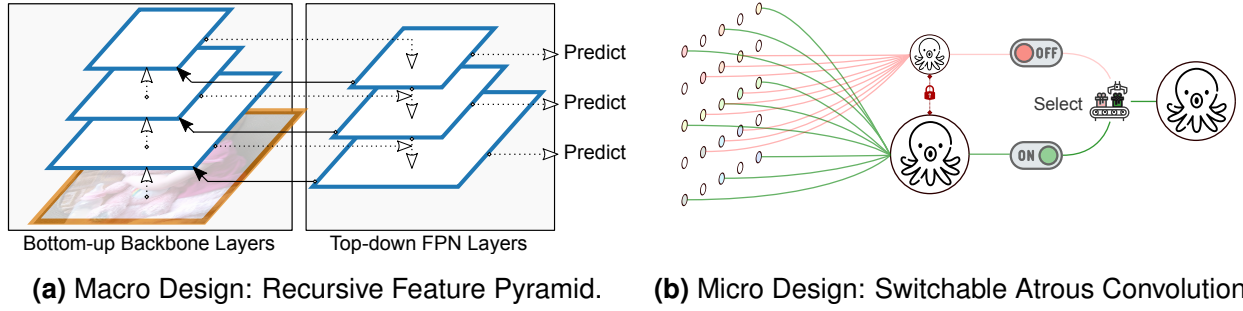 Predict
Predict
Predict
Bottom-up Backbone Layers
Top-down FPN Layers
(a) Macro Design: Recursive Feature Pyramid.
OFF
Select
ON
(b) Micro Design: Switchable Atrous Convolution